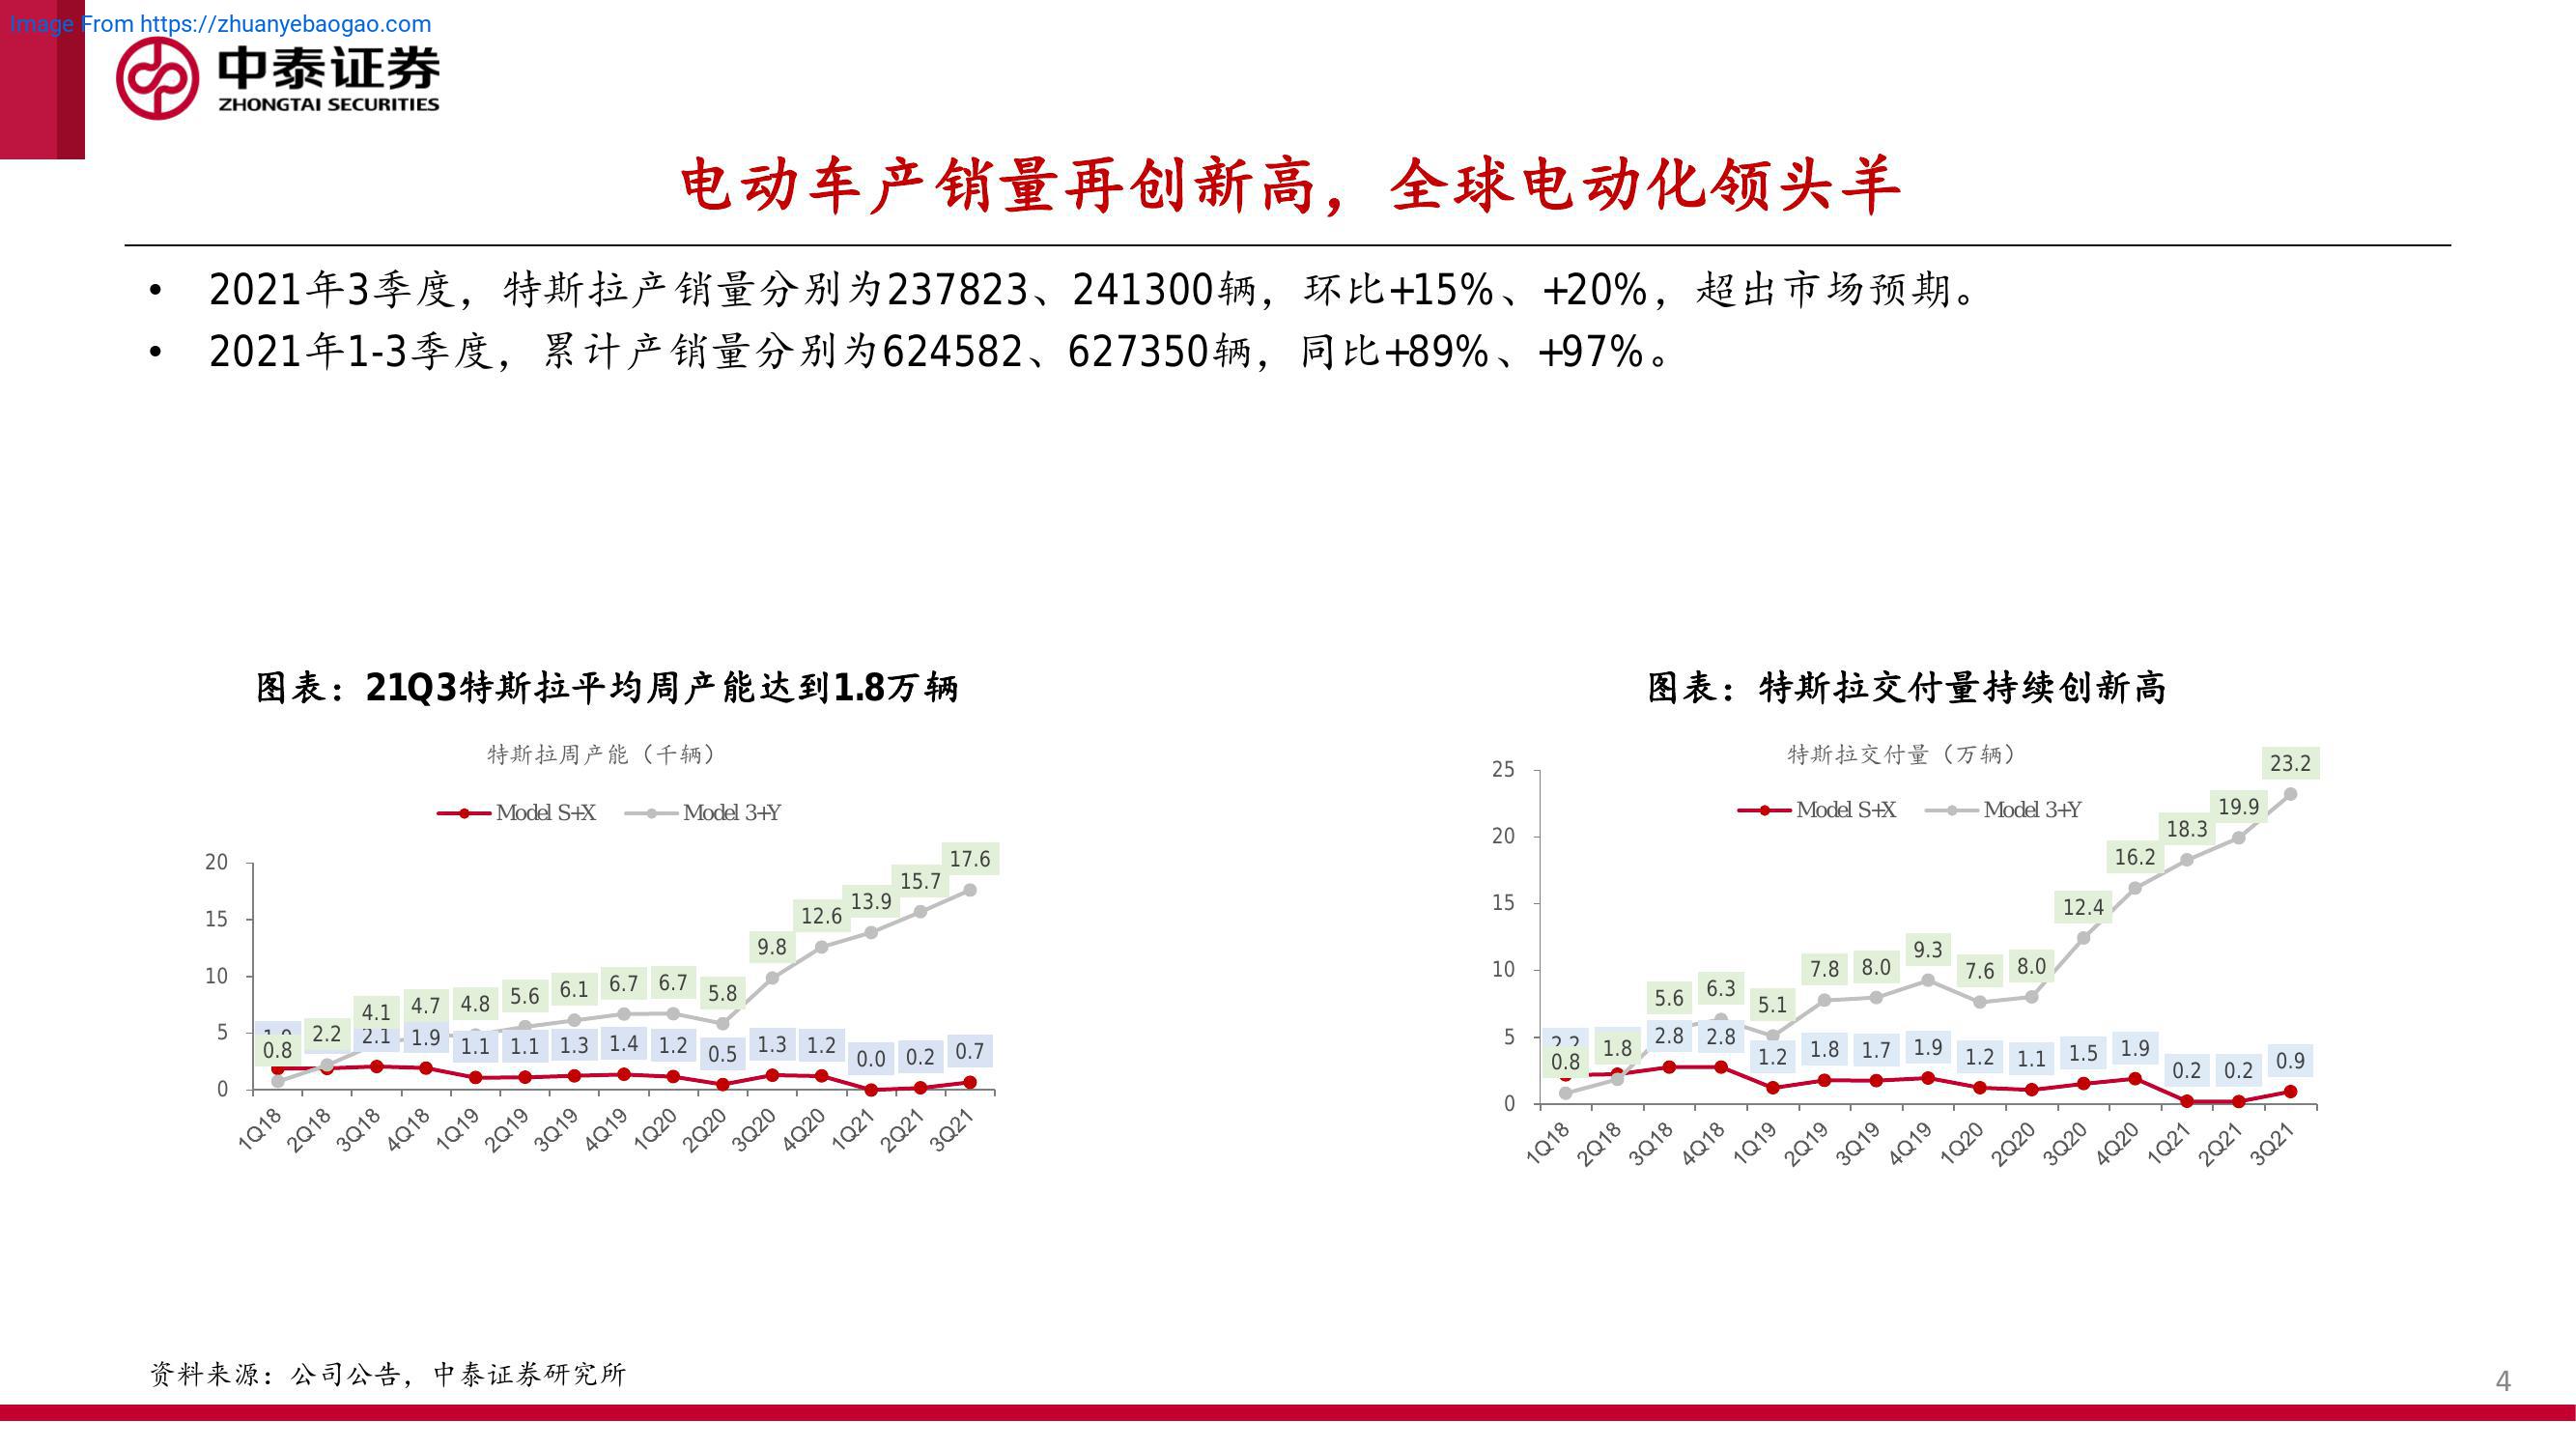 Image From https://zhuanyebaogao.com
中泰证券
ZHONGTAI SECURITIES
电动车产销量再创新高，全球电动化领头羊
• 2021年3季度，特斯拉产销量分别为237823、241300辆，环比+15%、+20%，超出市场预期。
• 2021年1-3季度，累计产销量分别为624582、627350辆，同比+89%、+97%。
图表：21Q3特斯拉平均周产能达到1.8万辆
特斯拉周产能（千辆）
Model S+X Model 3+Y
20
15
10
5
0
0.8 2.2 4.1 4.7 4.8 5.6 6.1 6.7 6.7 5.8 9.8 12.6 13.9 15.7 17.6
2.1 1.9 1.1 1.1 1.3 1.4 1.2 0.5 1.3 1.2 0.0 0.2 0.7
1Q18 2Q18 3Q18 4Q18 1Q19 2Q19 3Q19 4Q19 1Q20 2Q20 3Q20 4Q20 1Q21 2Q21 3Q21
图表：特斯拉交付量持续创新高
特斯拉交付量（万辆）
Model S+X Model 3+Y
25
20
15
10
5
0
0.8 1.8 5.6 6.3 5.1 7.8 8.0 9.3 7.6 8.0 12.4 16.2 18.3 19.9 23.2
2.2 2.8 2.8 1.2 1.8 1.7 1.9 1.2 1.1 1.5 1.9 0.2 0.2 0.9
1Q18 2Q18 3Q18 4Q18 1Q19 2Q19 3Q19 4Q19 1Q20 2Q20 3Q20 4Q20 1Q21 2Q21 3Q21
资料来源：公司公告，中泰证券研究所
4